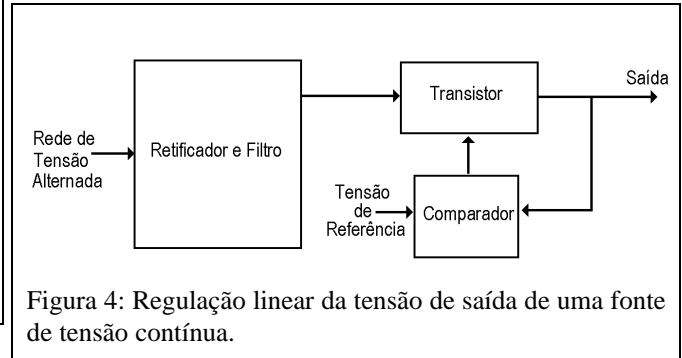 Rede de
Tensão
Alternada
Retificador e Filtro
Transistor
Saída
Tensão
de
Referência
Comparador
Figura 4: Regulação linear da tensão de saída de uma fonte
de tensão contínua.